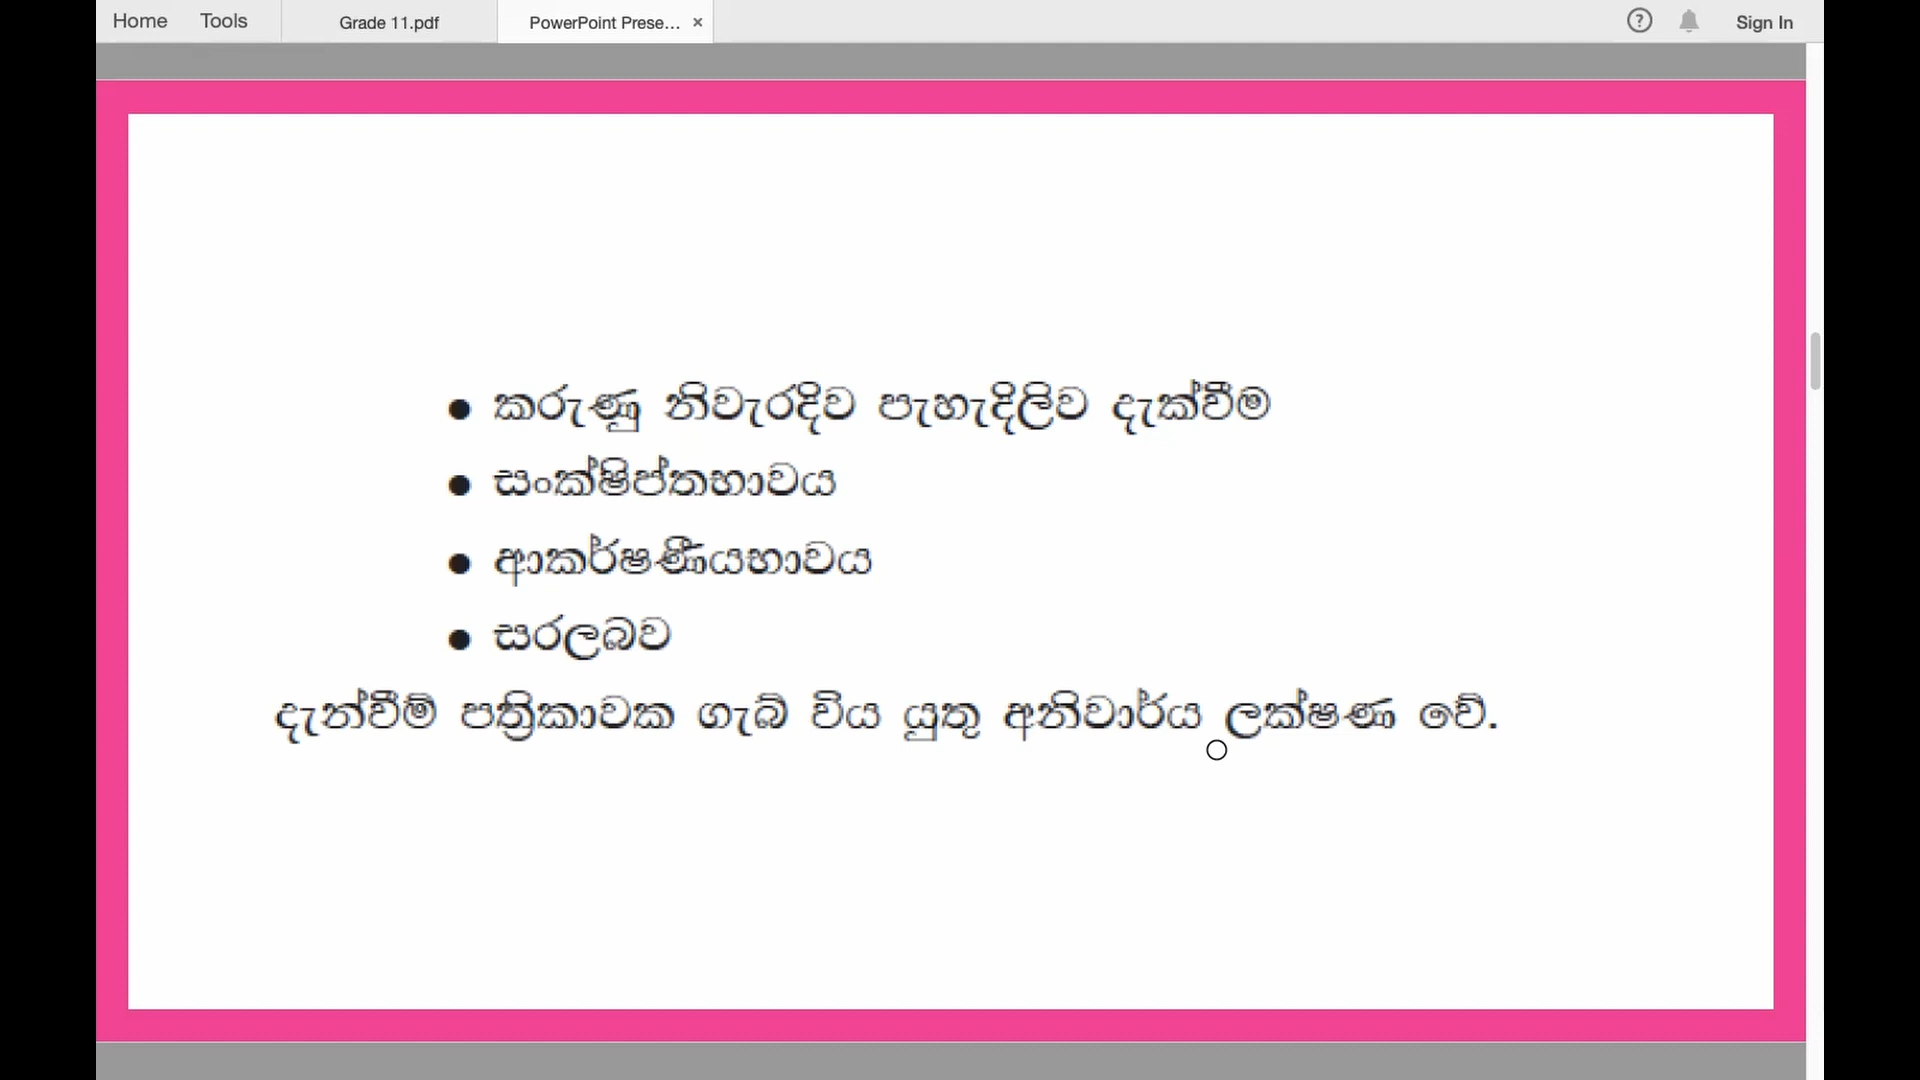 Home Tools Grade 11.pdf PowerPoint Prese... × ? Sign In
● කරුණු නිවැරදිව පැහැදිලිව දැක්වීම
● සංක්ෂිප්තභාවය
● ආකර්ෂණීයභාවය
● සරලබව
දැන්වීම් පත්‍රිකාවක ගැබ් විය යුතු අනිවාර්ය ලක්ෂණ වේ.